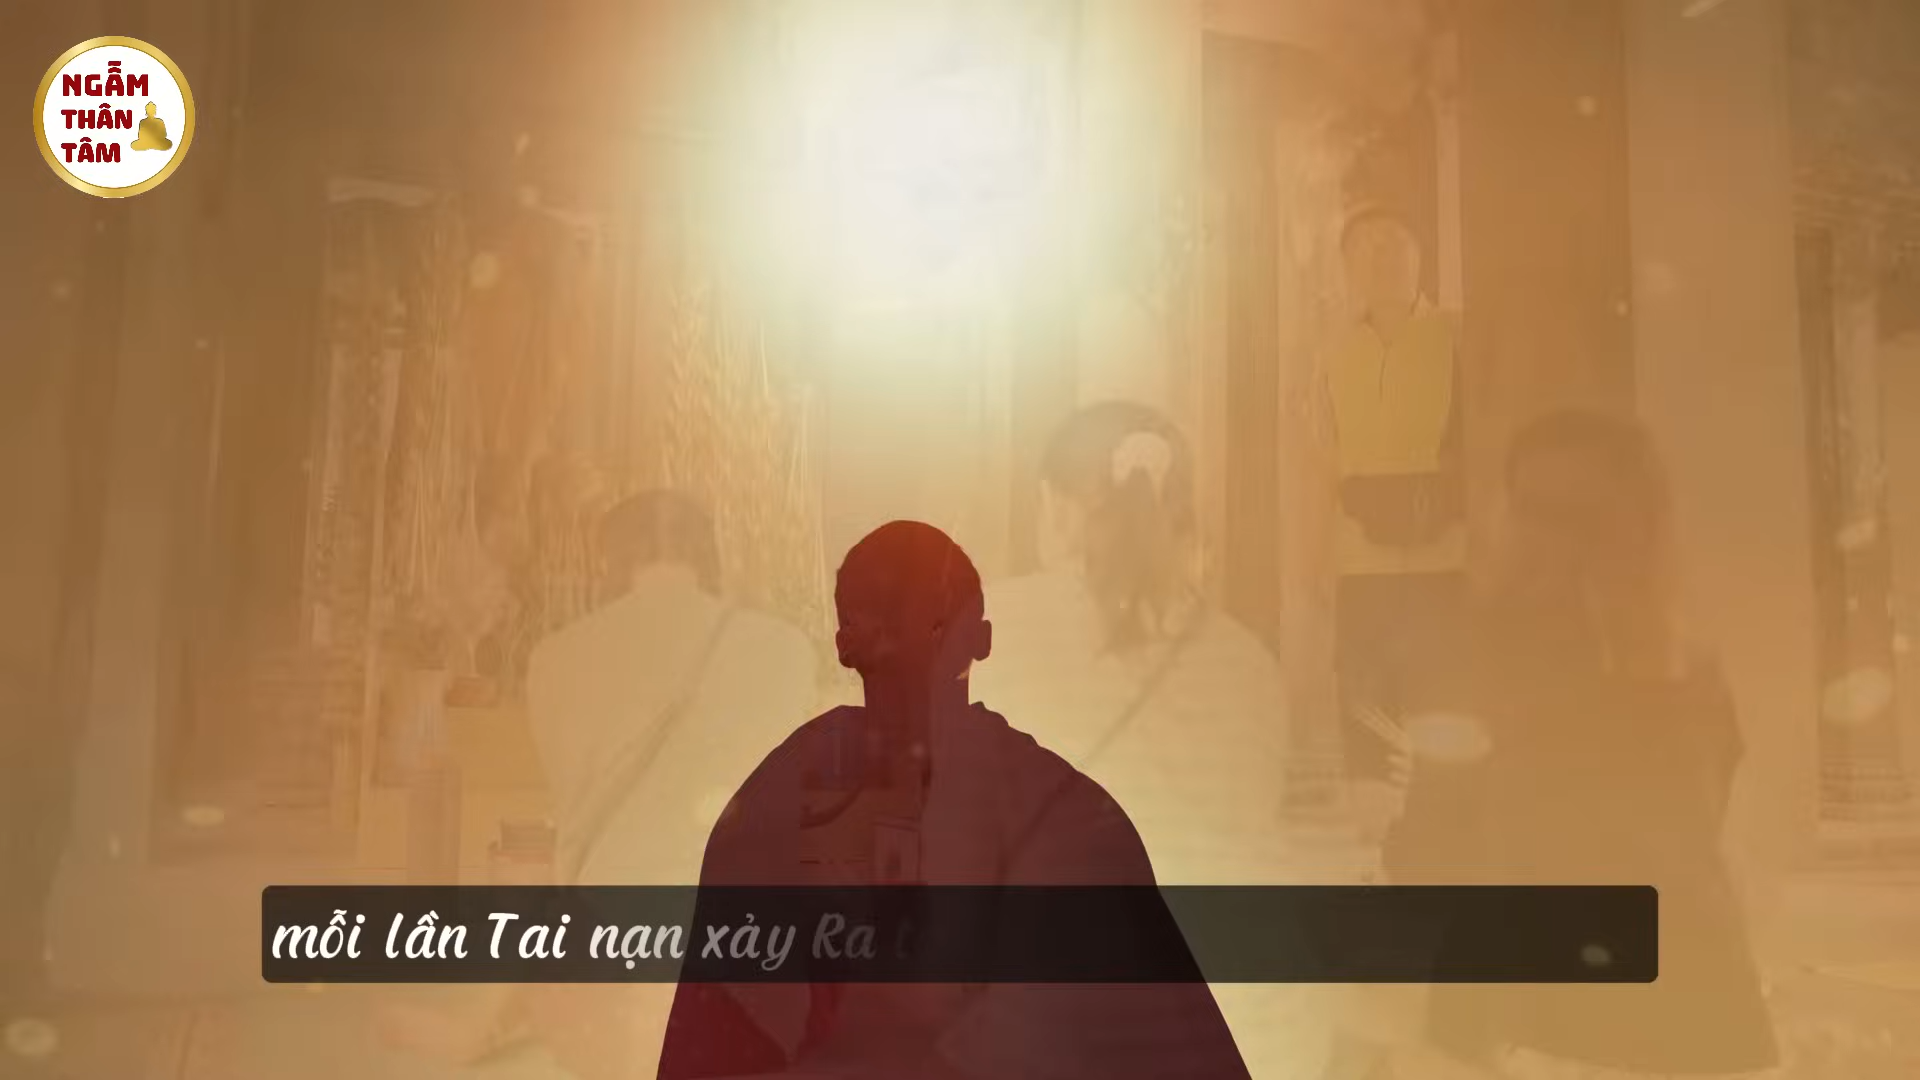 NGẪM
THÂN
TÂM
mỗi lần Tai nạn xảy Ra